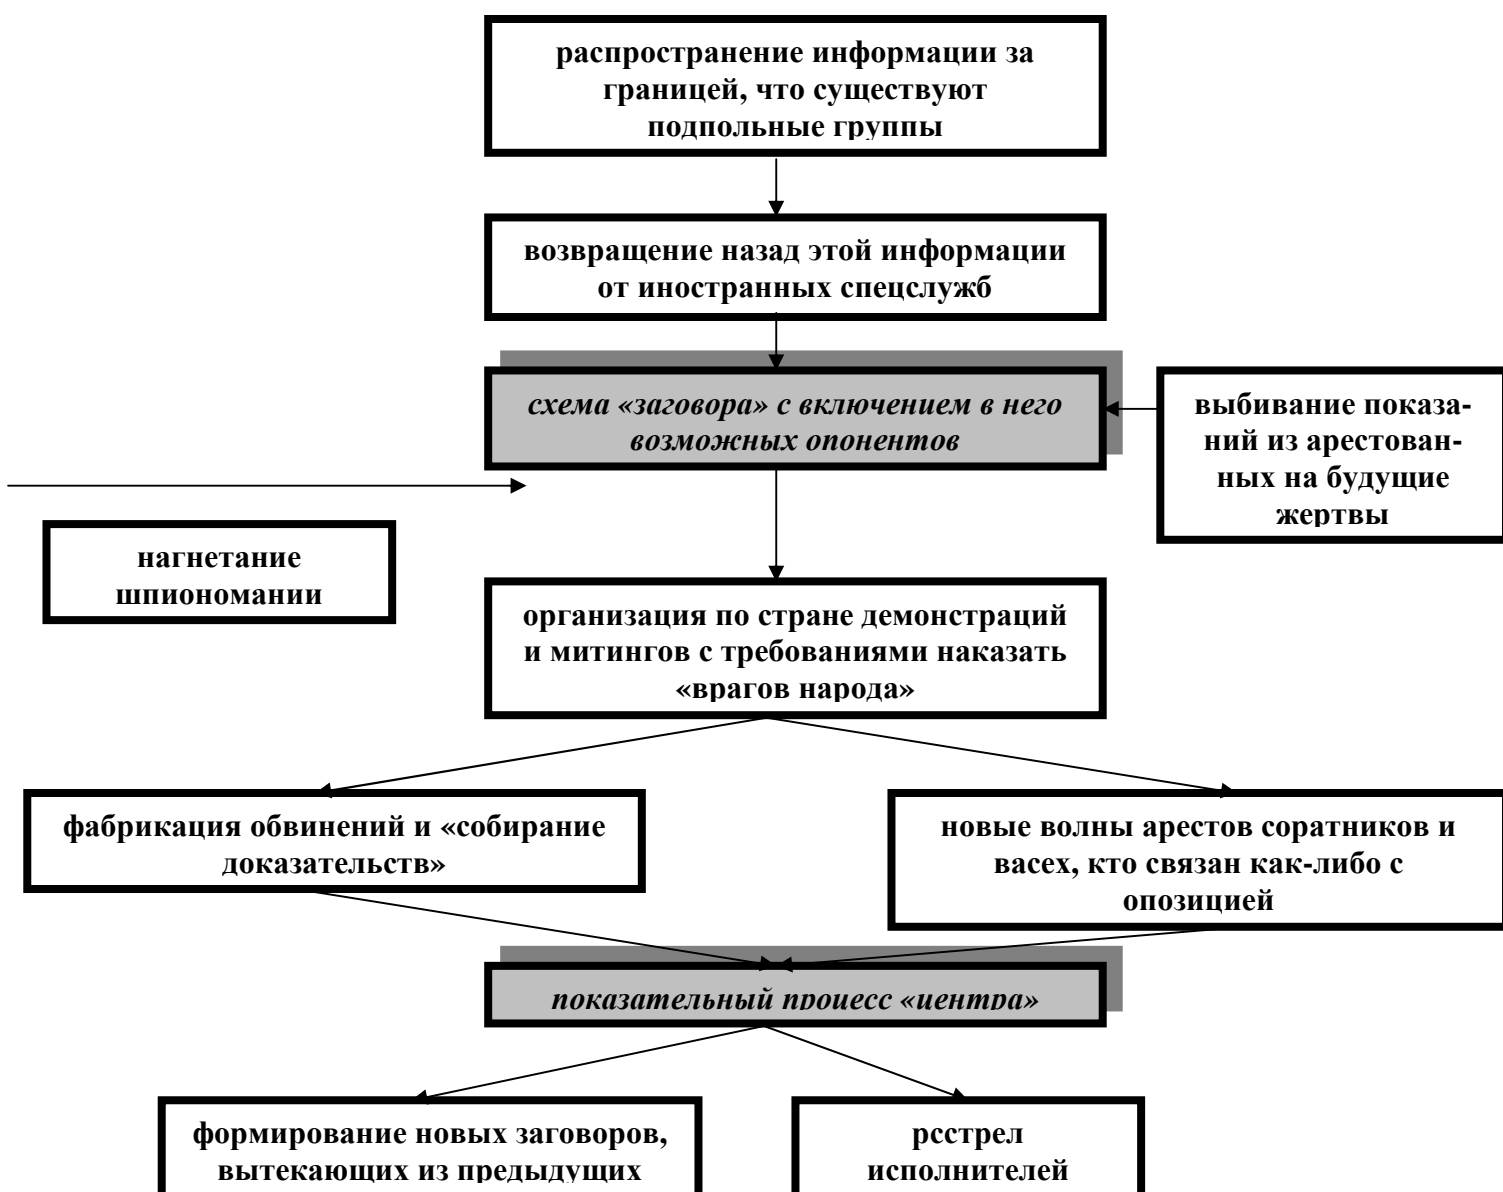 распространение информации за
границей, что существуют
подпольные группы
возвращение назад этой информации
от иностранных спецслужб
схема «заговора» с включением в него
возможных опонентов
выбивание показа-
ний из арестован-
ных на будущие
жертвы
нагнетание
шпиономании
организация по стране демонстраций
и митингов с требованиями наказать
«врагов народа»
фабрикация обвинений и «собирание
доказательств»
новые волны арестов соратников и
васех, кто связан как-либо с
опозицией
показательный процесс «центра»
формирование новых заговоров,
вытекающих из предыдущих
рсстрел
исполнителей